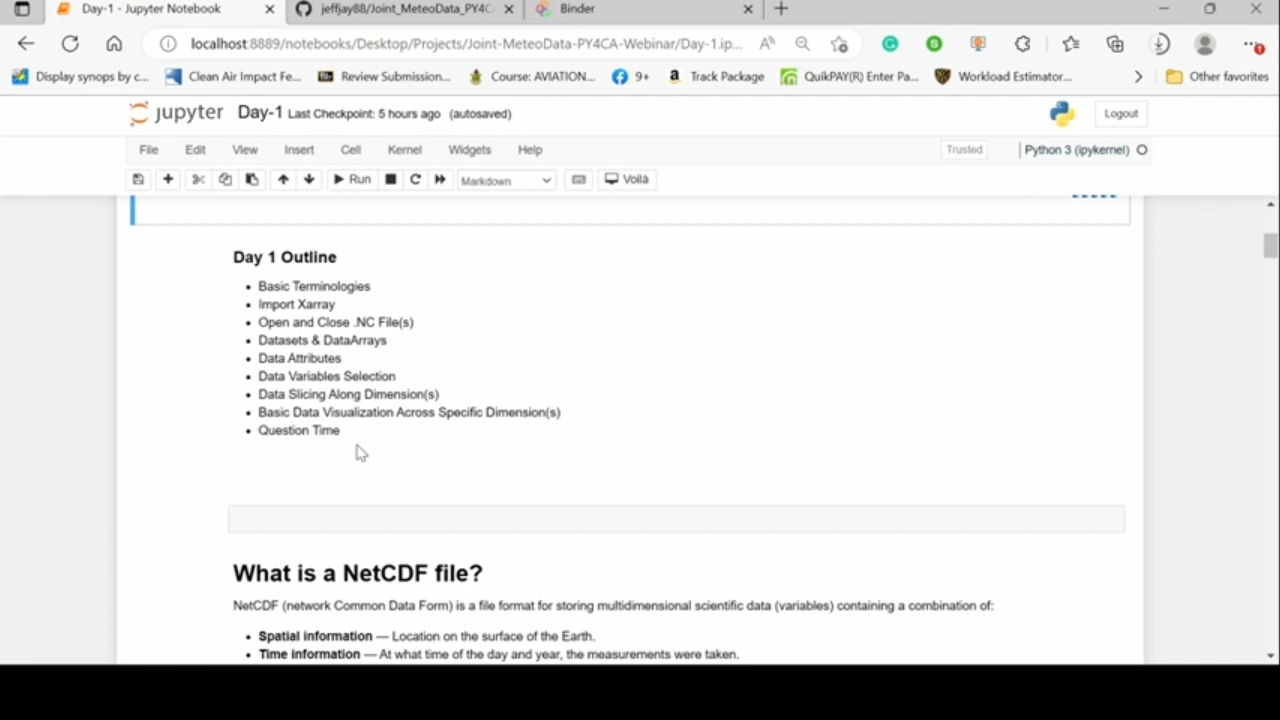 Day-1 - Jupyter Notebook
jeffjay88/Joint_MeteoData_PY4C
Binder
localhost:8889/notebooks/Desktop/Projects/Joint-MeteoData-PY4CA-Webinar/Day-1.ip...
Display synops by c...
Clean Air Impact Fe...
Review Submission...
Course: AVIATION...
9+
Track Package
QuikPAY(R) Enter Pa...
Workload Estimator...
Other favorites
jupyter Day-1 Last Checkpoint: 5 hours ago (autosaved)
Logout
File Edit View Insert Cell Kernel Widgets Help
Trusted
Python 3 (ipykernel)
Run
Markdown
Voilà
Day 1 Outline
• Basic Terminologies
• Import Xarray
• Open and Close .NC File(s)
• Datasets & DataArrays
• Data Attributes
• Data Variables Selection
• Data Slicing Along Dimension(s)
• Basic Data Visualization Across Specific Dimension(s)
• Question Time
What is a NetCDF file?
NetCDF (network Common Data Form) is a file format for storing multidimensional scientific data (variables) containing a combination of:
• Spatial information — Location on the surface of the Earth.
• Time information — At what time of the day and year, the measurements were taken.